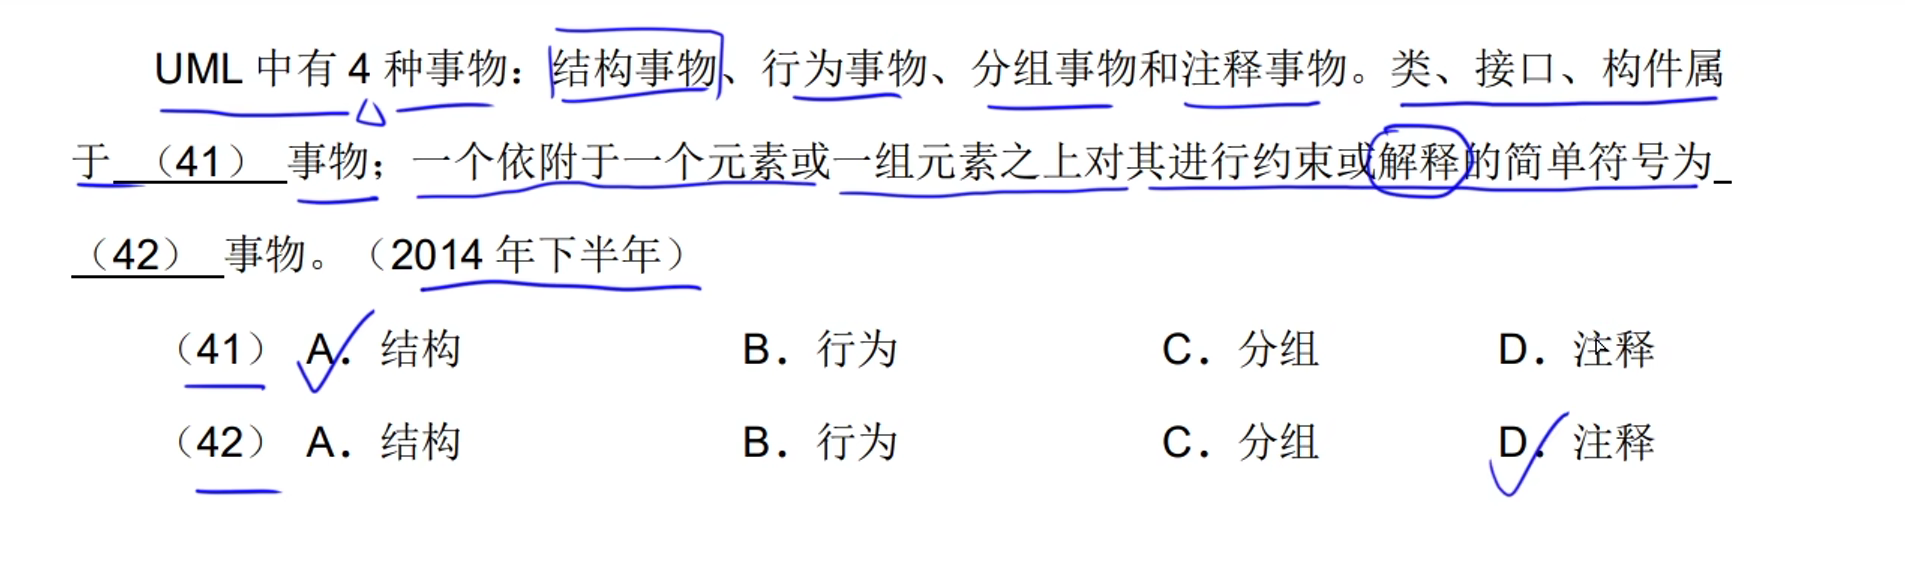 UML 中有 4 种事物：结构事物、行为事物、分组事物和注释事物。类、接口、构件属
于 （41） 事物；一个依附于一个元素或一组元素之上对其进行约束或解释的简单符号为
（42） 事物。（2014 年下半年）
（41） A．结构 B．行为 C．分组 D．注释
（42） A．结构 B．行为 C．分组 D．注释